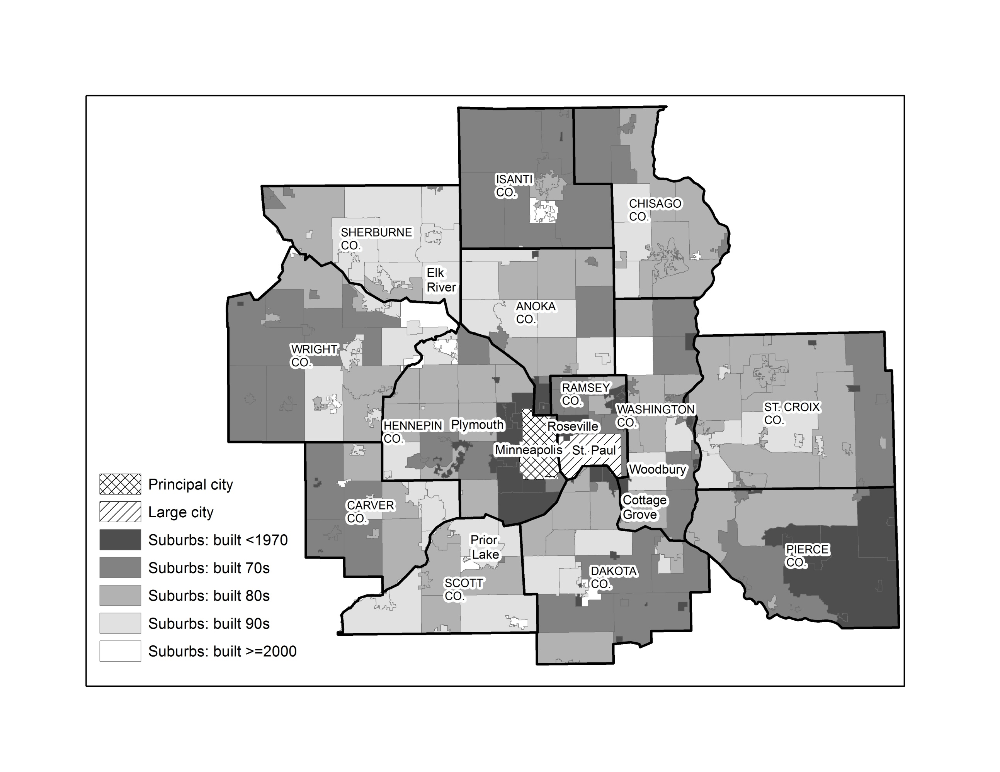 ISANTI
CO.
CHISAGO
CO.
SHERBURNE
CO.
Elk
River
ANOKA
CO.
WRIGHT
CO.
RAMSEY
CO.
WASHINGTON
CO.
ST. CROIX
CO.
HENNEPIN
CO.
Plymouth
Roseville
Minneapolis
St. Paul
Woodbury
Cottage
Grove
CARVER
CO.
Prior
Lake
PIERCE
CO.
SCOTT
CO.
DAKOTA
CO.
Principal city
Large city
Suburbs: built <1970
Suburbs: built 70s
Suburbs: built 80s
Suburbs: built 90s
Suburbs: built >=2000